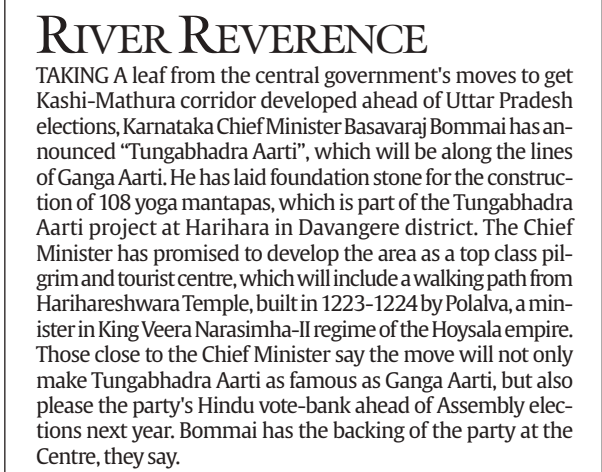 RIVER REVERENCE
TAKING A leaf from the central government's moves to get
Kashi-Mathura corridor developed ahead of Uttar Pradesh
elections, Karnataka Chief Minister Basavaraj Bommai has an-
nounced “Tungabhadra Aarti”, which will be along the lines
of Ganga Aarti. He has laid foundation stone for the construc-
tion of 108 yoga mantapas, which is part of the Tungabhadra
Aarti project at Harihara in Davangere district. The Chief
Minister has promised to develop the area as a top class pil-
grim and tourist centre, which will include a walking path from
Harihareshwara Temple, built in 1223-1224 by Polalva, a min-
ister in King Veera Narasimha-II regime of the Hoysala empire.
Those close to the Chief Minister say the move will not only
make Tungabhadra Aarti as famous as Ganga Aarti, but also
please the party's Hindu vote-bank ahead of Assembly elec-
tions next year. Bommai has the backing of the party at the
Centre, they say.